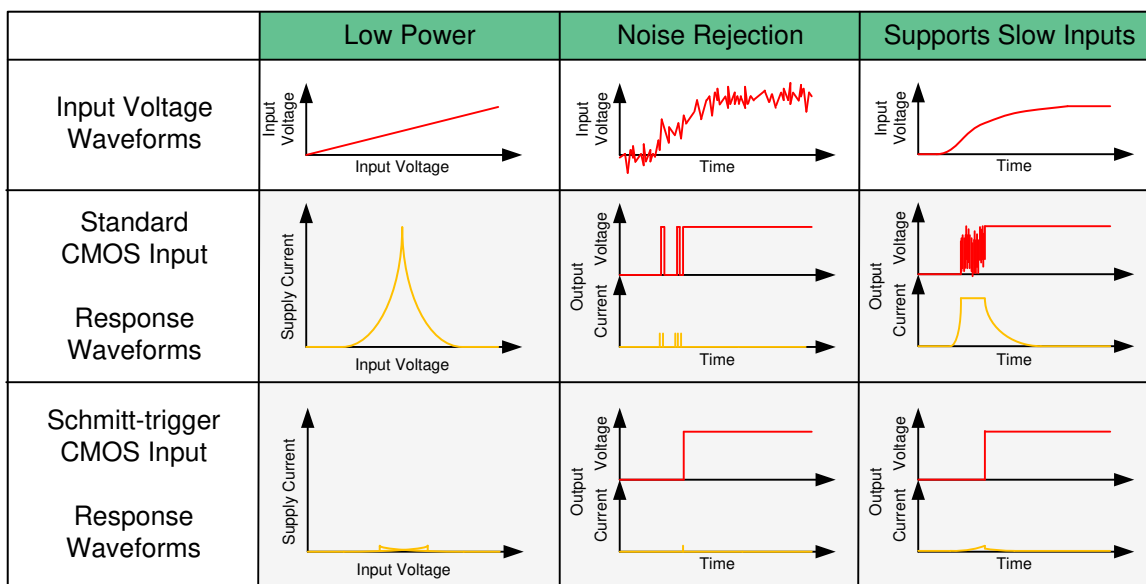 Low Power
Noise Rejection
Supports Slow Inputs
Input Voltage
Waveforms
Input
Voltage
Input Voltage
Input
Voltage
Time
Input
Voltage
Time
Standard
CMOS Input
Response
Waveforms
Supply Current
Input Voltage
Output
Voltage
Current
Time
Output
Voltage
Current
Time
Schmitt-trigger
CMOS Input
Response
Waveforms
Supply Current
Input Voltage
Output
Voltage
Current
Time
Output
Voltage
Current
Time